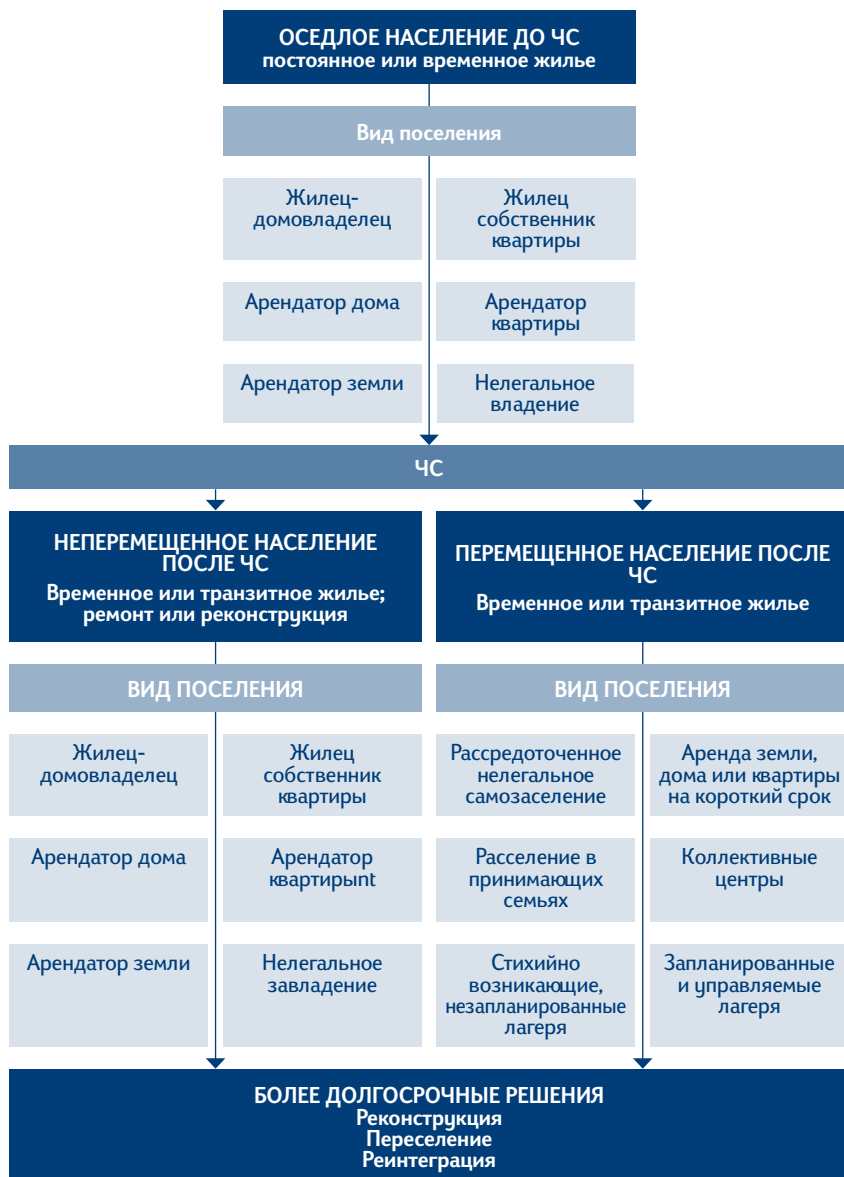 ОСЕДЛОЕ НАСЕЛЕНИЕ ДО ЧС
постоянное или временное жилье
Вид поселения
Жилец-
домовладелец
Жилец
собственник
квартиры
Арендатор дома
Арендатор
квартиры
Арендатор земли
Нелегальное
владение
ЧС
НЕПЕРЕМЕЩЕННОЕ НАСЕЛЕНИЕ
ПОСЛЕ ЧС
Временное или транзитное жилье;
ремонт или реконструкция
ПЕРЕМЕЩЕННОЕ НАСЕЛЕНИЕ ПОСЛЕ
ЧС
Временное или транзитное жилье
ВИД ПОСЕЛЕНИЯ
Жилец-
домовладелец
Жилец
собственник
квартиры
Арендатор дома
Арендатор
квартирыnt
Арендатор земли
Нелегальное
завладение
ВИД ПОСЕЛЕНИЯ
Рассредоточенное
нелегальное
самозаселение
Аренда земли,
дома или квартиры
на короткий срок
Расселение в
принимающих
семьях
Коллективные
центры
Стихийно
возникающие,
незапланированные
лагеря
Запланированные
и управляемые
лагеря
БОЛЕЕ ДОЛГОСРОЧНЫЕ РЕШЕНИЯ
Реконструкция
Переселение
Реинтеграция